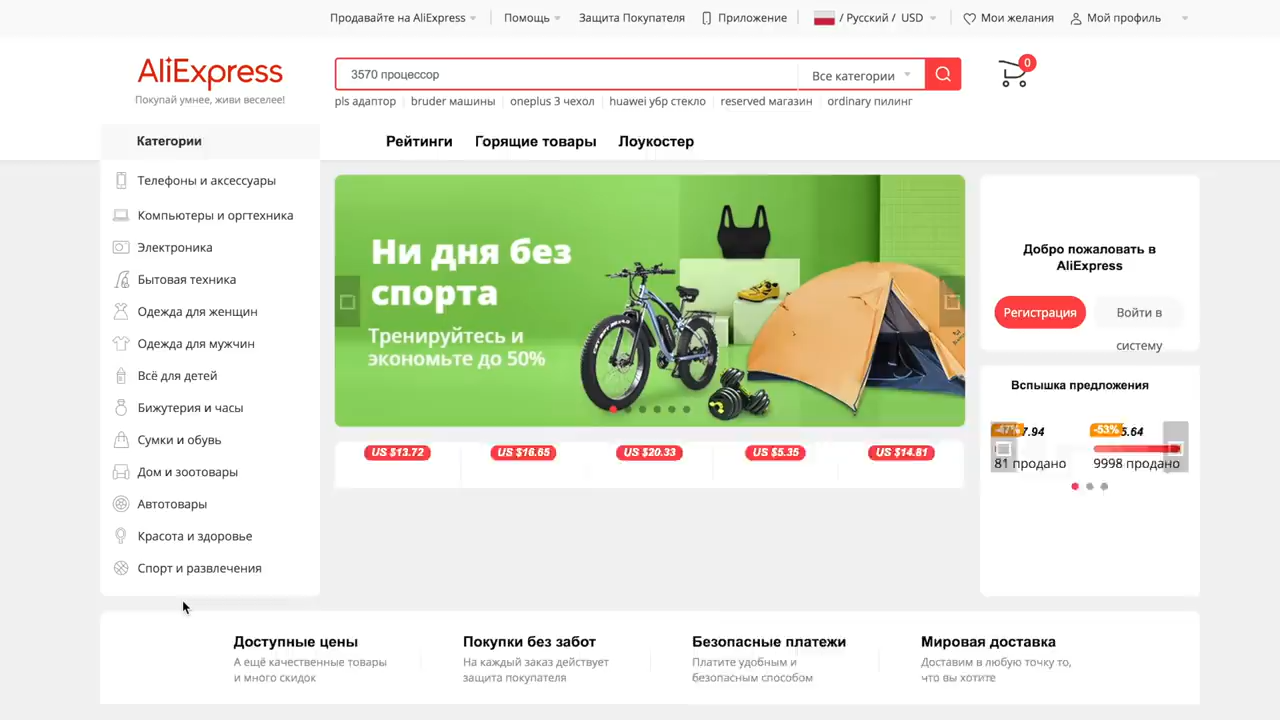 Продавайте на AliExpress
Помощь
Защита Покупателя
Приложение
/ Русский / USD
Мои желания
Мой профиль
AliExpress
Покупай умнее, живи веселее!
3570 процессор
Все категории
0
pls адаптор
bruder машины
oneplus 3 чехол
huawei y6p стекло
reserved магазин
ordinary пилинг
Категории
Рейтинги
Горящие товары
Лоукостер
Телефоны и аксессуары
Компьютеры и оргтехника
Электроника
Бытовая техника
Одежда для женщин
Одежда для мужчин
Всё для детей
Бижутерия и часы
Сумки и обувь
Дом и зоотовары
Автотовары
Красота и здоровье
Спорт и развлечения
Ни дня без
спорта
Тренируйтесь и
экономьте до 50%
US $13.72
US $16.65
US $20.33
US $5.35
US $14.81
Добро пожаловать в
AliExpress
Регистрация
Войти в
систему
Вспышка предложения
-47%
7.94
-53%
5.64
81 продано
9998 продано
Доступные цены
А ещё качественные товары
и много скидок
Покупки без забот
На каждый заказ действует
защита покупателя
Безопасные платежи
Платите удобным и
безопасным способом
Мировая доставка
Доставим в любую точку то,
что вы хотите